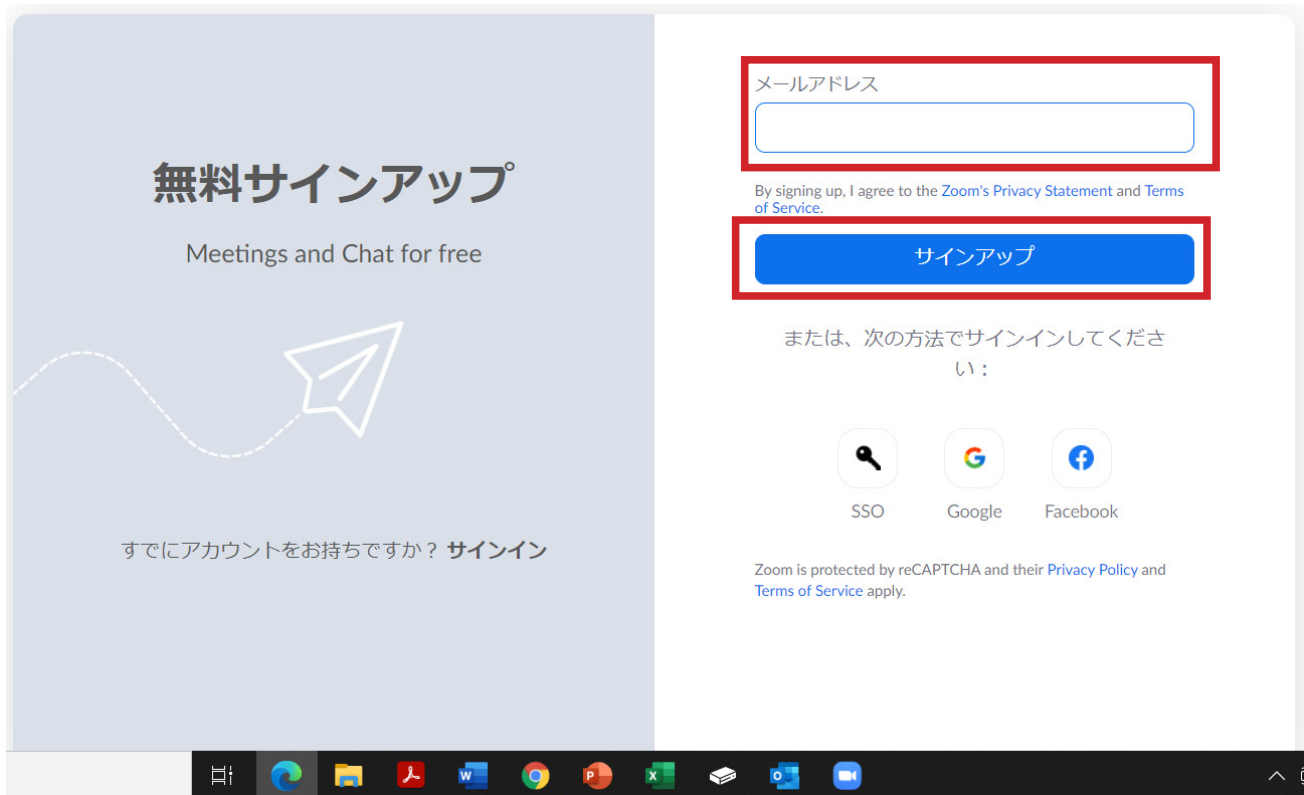 無料サインアップ
Meetings and Chat for free
すでにアカウントをお持ちですか？ サインイン
メールアドレス
By signing up, I agree to the Zoom's Privacy Statement and Terms
of Service.
サインアップ
または、次の方法でサインインしてくださ
い：
SSO Google Facebook
Zoom is protected by reCAPTCHA and their Privacy Policy and
Terms of Service apply.